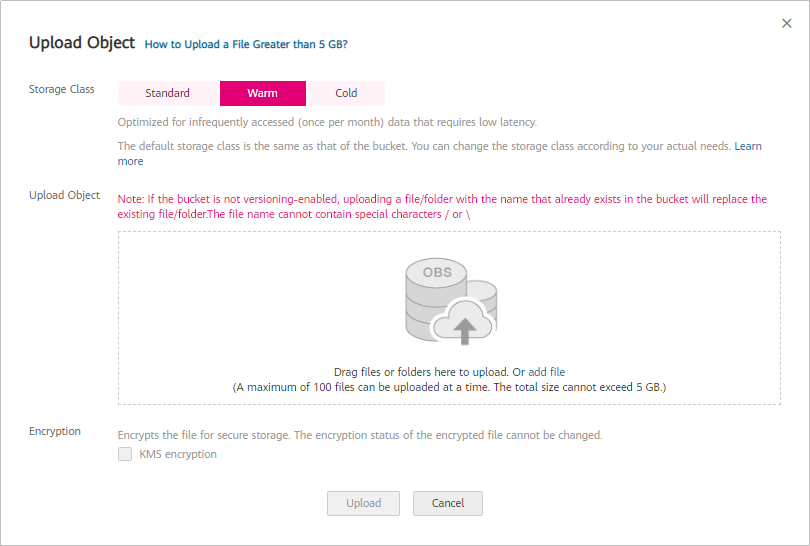 Upload Object How to Upload a File Greater than 5 GB?
Storage Class Standard Warm Cold
Optimized for infrequently accessed (once per month) data that requires low latency.
The default storage class is the same as that of the bucket. You can change the storage class according to your actual needs. Learn
more
Upload Object Note: If the bucket is not versioning-enabled, uploading a file/folder with the name that already exists in the bucket will replace the
existing file/folder.The file name cannot contain special characters / or \
OBS
Drag files or folders here to upload. Or add file
(A maximum of 100 files can be uploaded at a time. The total size cannot exceed 5 GB.)
Encryption Encrypts the file for secure storage. The encryption status of the encrypted file cannot be changed.
KMS encryption
Upload Cancel